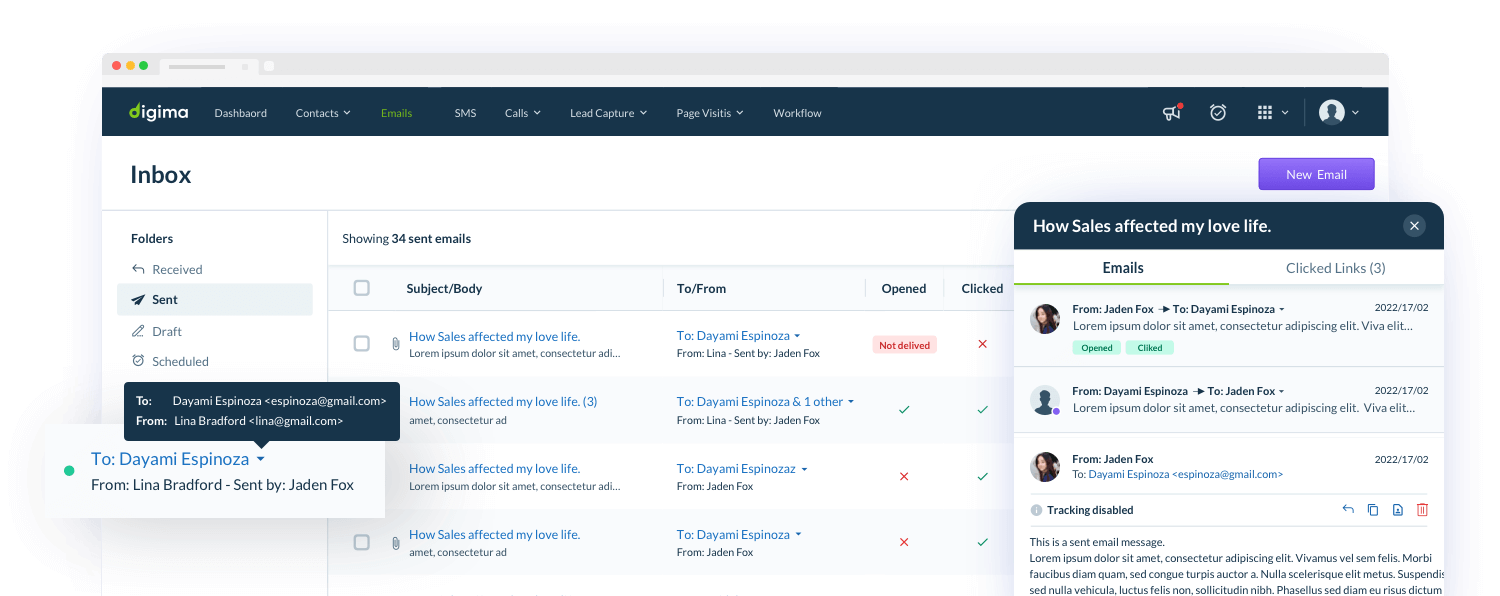 digima
Dashbaord
Contacts
Emails
SMS
Calls
Lead Capture
Page Visitis
Workflow
Inbox
New Email
Folders
Received
Sent
Draft
Scheduled
To: Dayami Espinoza <espinoza@gmail.com>
From: Lina Bradford <lina@gmail.com>
To: Dayami Espinoza
From: Lina Bradford - Sent by: Jaden Fox
Showing 34 sent emails
Subject/Body
To/From
Opened
Clicked
How Sales affected my love life.
Lorem ipsum dolor sit amet, consectetur adi...
To: Dayami Espinoza
From: Lina - Sent by: Jaden Fox
Not delived
How Sales affected my love life. (3)
amet, consectetur ad
To: Dayami Espinoza & 1 other
From: Lina - Sent by: Jaden Fox
How Sales affected my love life.
Lorem ipsum dolor sit amet, consectetur adi...
To: Dayami Espinozaz
From: Jaden Fox
How Sales affected my love life.
amet, consectetur ad
To: Dayami Espinoza
From: Jaden Fox
How Sales affected my love life.
Emails
Clicked Links (3)
From: Jaden Fox To: Dayami Espinoza
2022/17/02
Lorem ipsum dolor sit amet, consectetur adipiscing elit. Viva elit...
Opened
Cliked
From: Dayami Espinoza To: Jaden Fox
2022/17/02
Lorem ipsum dolor sit amet, consectetur adipiscing elit. Viva elit...
From: Jaden Fox
2022/17/02
To: Dayami Espinoza <espinoza@gmail.com>
Tracking disabled
This is a sent email message.
Lorem ipsum dolor sit amet, consectetur adipiscing elit. Vivamus vel sem felis. Morbi
faucibus diam quam, sed congue turpis auctor a. Nulla scelerisque elit metus. Suspendis
sed nulla vehicula, luctus felis non, sollicitudin nibh. Phasellus sed diam eu risus dictum